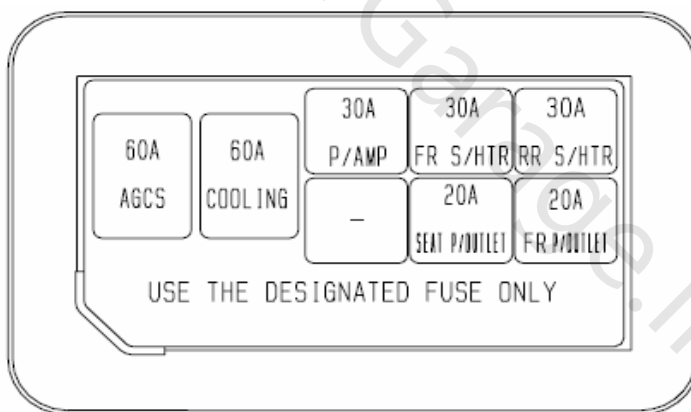 60A
AGCS
60A
COOLING
30A
P/AMP
30A
FR S/HTR
30A
RR S/HTR
-
20A
SEAT P/OUTLET
20A
FR P/OUTLET
USE THE DESIGNATED FUSE ONLY
Garage.I